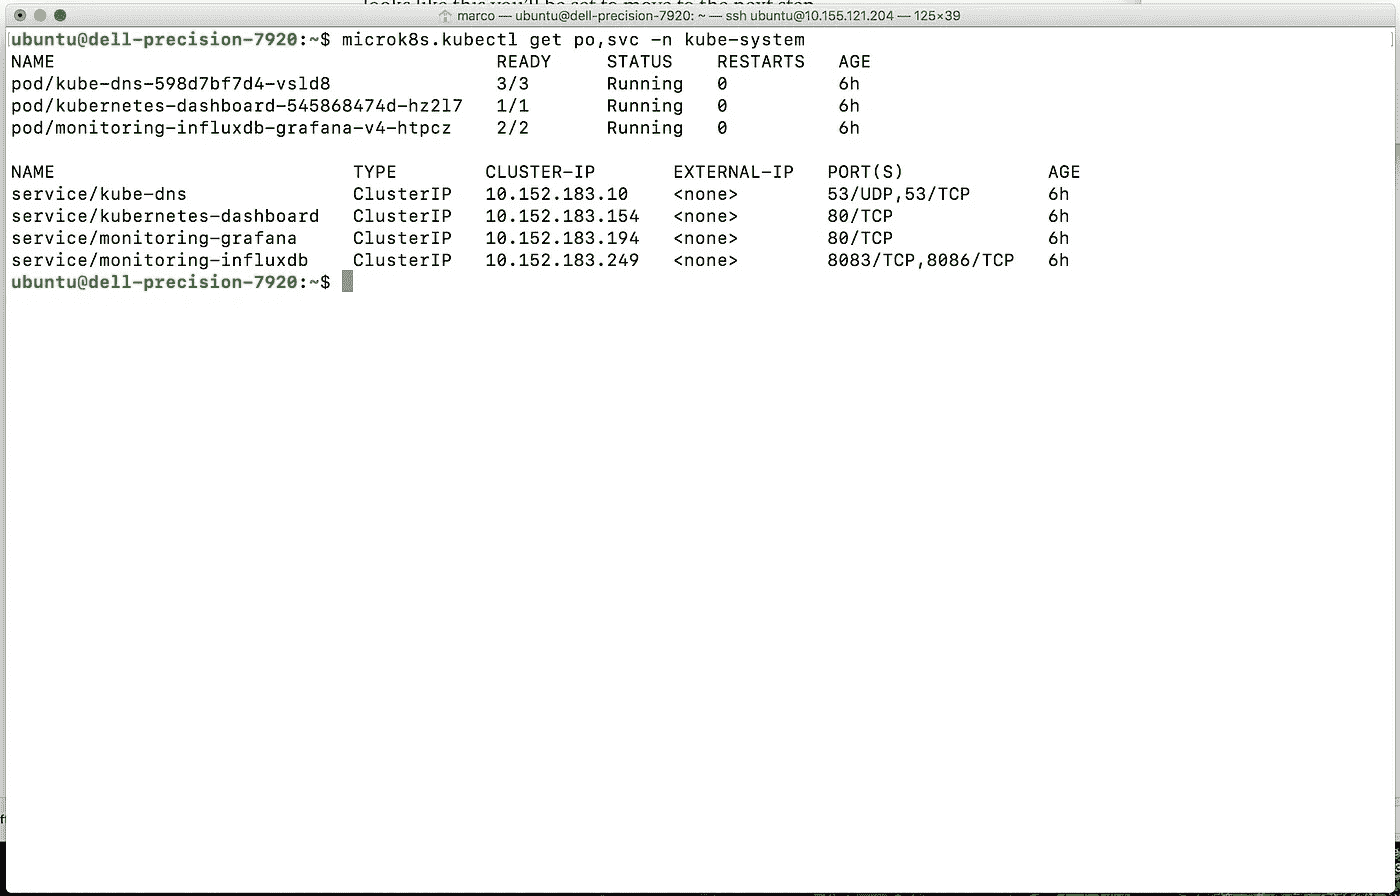 looks like this you'll be set to move to the next step
marco — ubuntu@dell-precision-7920: ~ — ssh ubuntu@10.155.121.204 — 125×39
ubuntu@dell-precision-7920:~$ microk8s.kubectl get po,svc -n kube-system
NAME READY STATUS RESTARTS AGE
pod/kube-dns-598d7bf7d4-vsld8 3/3 Running 0 6h
pod/kubernetes-dashboard-545868474d-hz2l7 1/1 Running 0 6h
pod/monitoring-influxdb-grafana-v4-htpcz 2/2 Running 0 6h
NAME TYPE CLUSTER-IP EXTERNAL-IP PORT(S) AGE
service/kube-dns ClusterIP 10.152.183.10 <none> 53/UDP,53/TCP 6h
service/kubernetes-dashboard ClusterIP 10.152.183.154 <none> 80/TCP 6h
service/monitoring-grafana ClusterIP 10.152.183.194 <none> 80/TCP 6h
service/monitoring-influxdb ClusterIP 10.152.183.249 <none> 8083/TCP,8086/TCP 6h
ubuntu@dell-precision-7920:~$